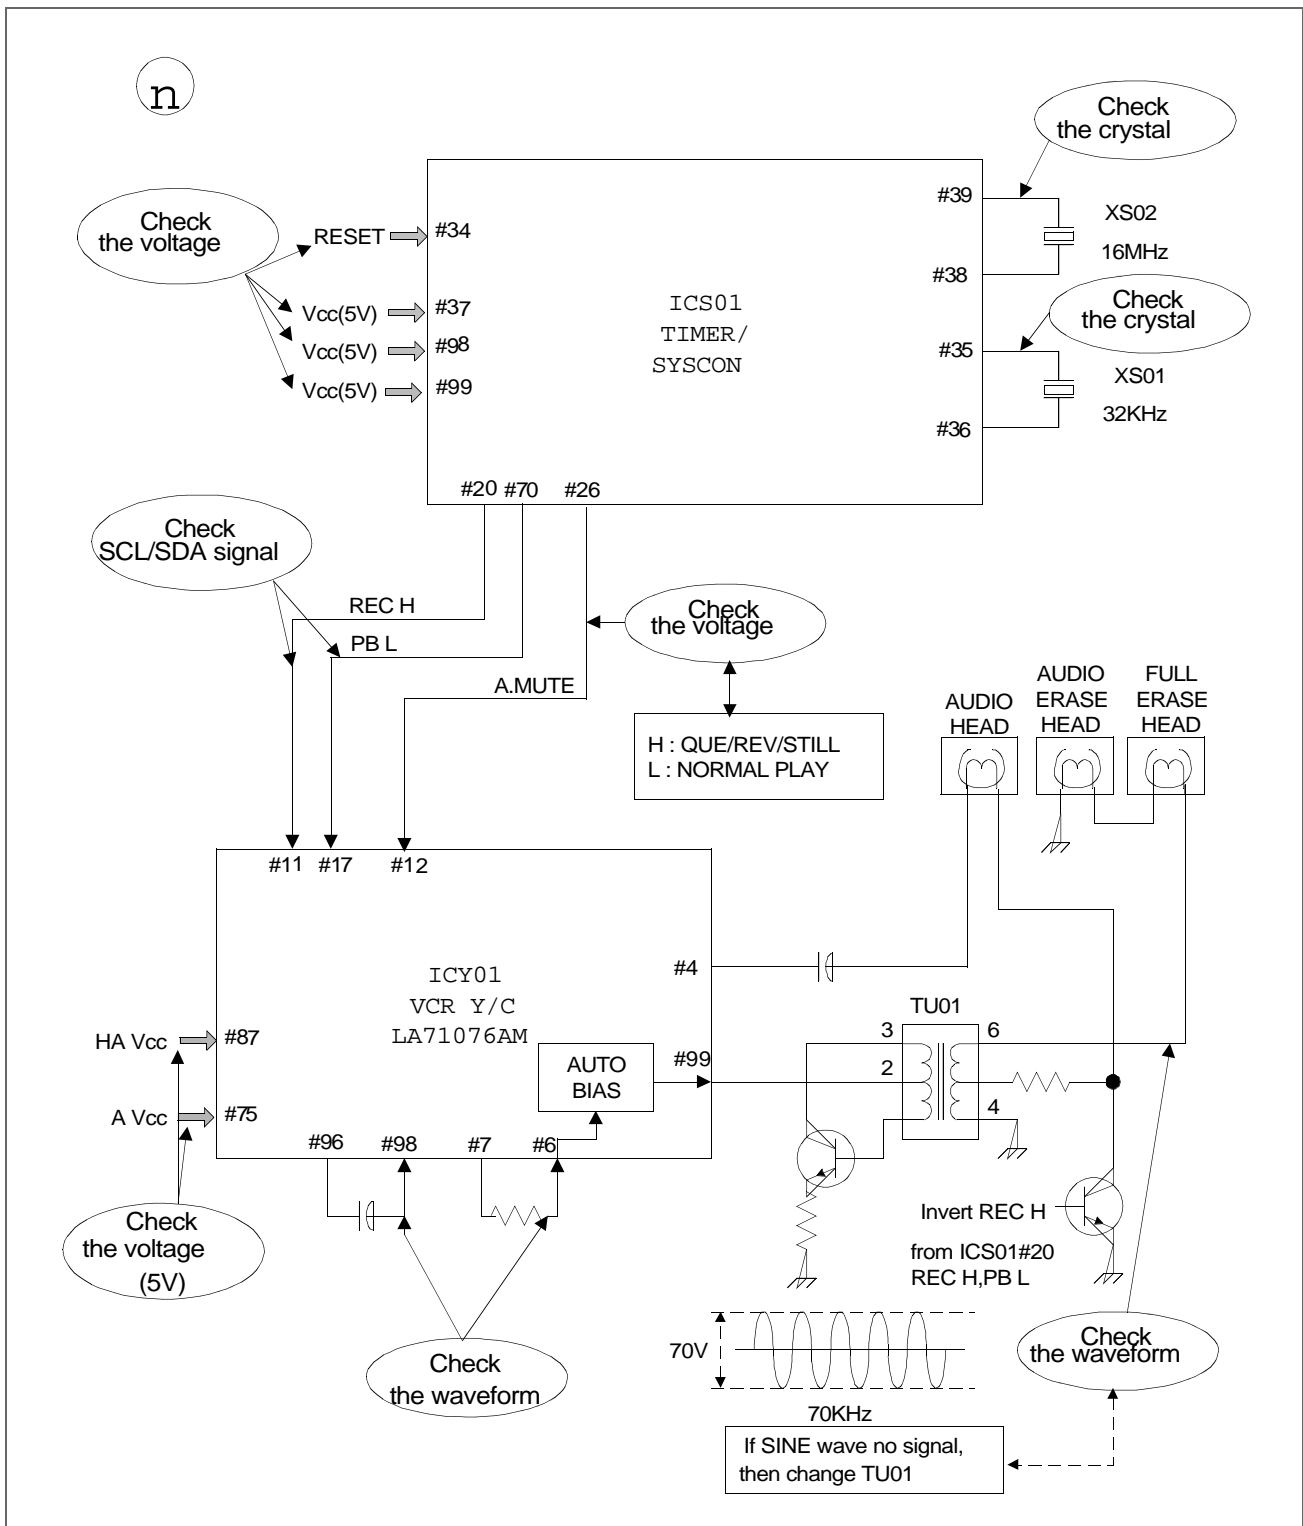 n
Check
the crystal
Check
the voltage
RESET
#34
#39
XS02
16MHz
#38
Vcc(5V)
#37
Vcc(5V)
#98
Vcc(5V)
#99
ICS01
TIMER/
SYSCON
Check
the crystal
#35
XS01
32KHz
#36
#20
#70
#26
Check
SCL/SDA signal
REC H
PB L
A.MUTE
Check
the voltage
H : QUE/REV/STILL
L : NORMAL PLAY
AUDIO
HEAD
AUDIO
ERASE
HEAD
FULL
ERASE
HEAD
#11
#17
#12
ICY01
VCR Y/C
LA71076AM
#4
HA Vcc
#87
A Vcc
#75
AUTO
BIAS
#99
TU01
3
6
2
4
#96
#98
#7
#6
Check
the voltage
(5V)
Invert REC H
from ICS01#20
REC H,PB L
Check
the waveform
70V
70KHz
Check
the waveform
If SINE wave no signal,
then change TU01